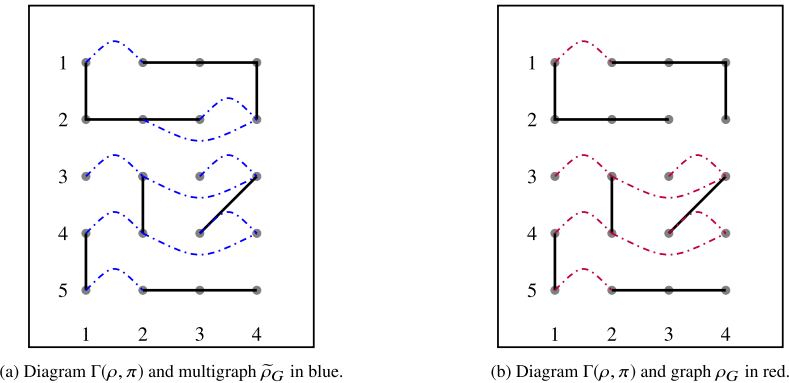 1
2
3
4
5
1 2 3 4
(a) Diagram Γ(ρ, π) and multigraph ρ̃_G in blue.
1
2
3
4
5
1 2 3 4
(b) Diagram Γ(ρ, π) and graph ρ_G in red.